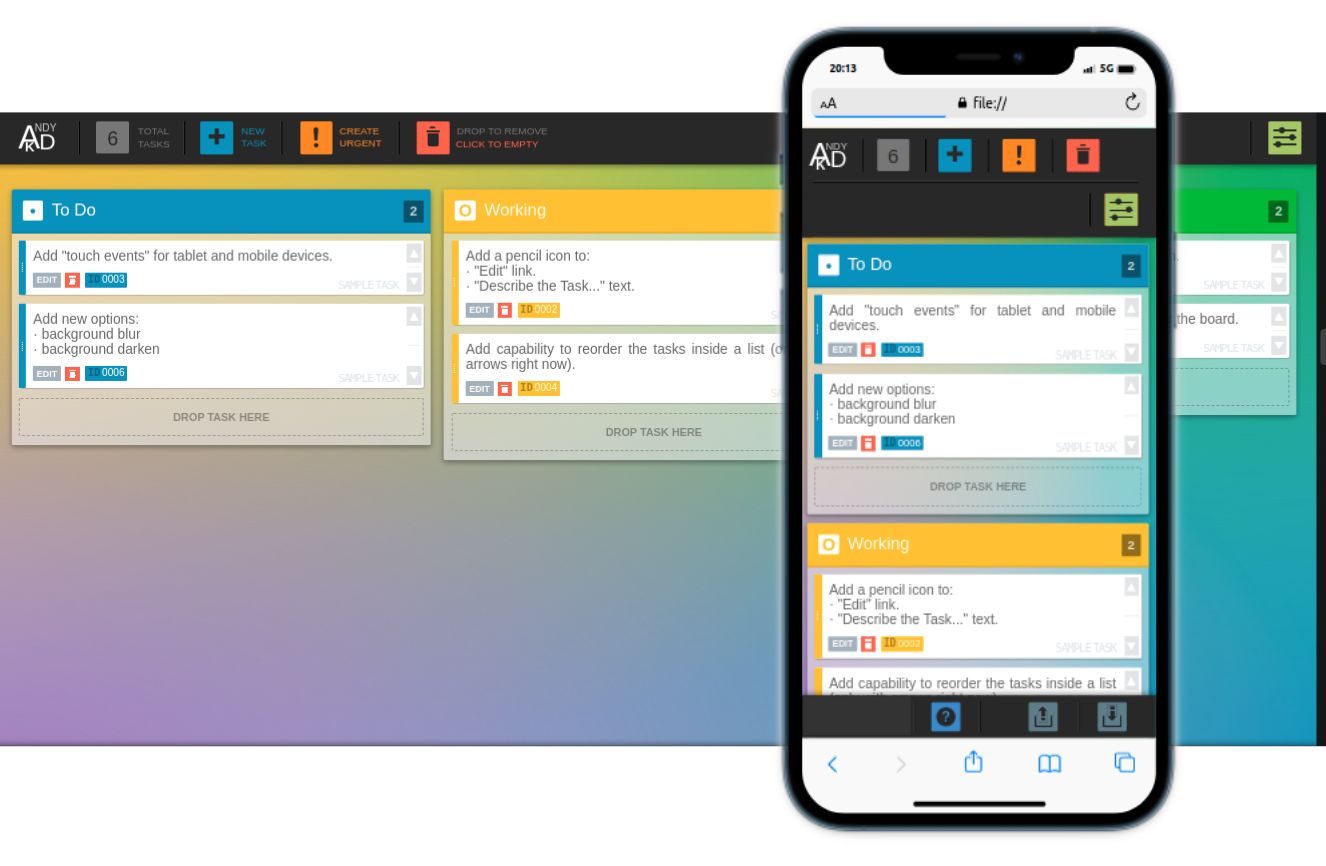 ANDY
KD
6
TOTAL
TASKS
NEW
TASK
CREATE
URGENT
DROP TO REMOVE
CLICK TO EMPTY
To Do
2
Add "touch events" for tablet and mobile devices.
EDIT
ID 0003
SAMPLE TASK
Add new options:
· background blur
· background darken
EDIT
ID 0006
SAMPLE TASK
DROP TASK HERE
Working
Add a pencil icon to:
· "Edit" link.
· "Describe the Task..." text.
EDIT
ID 0002
Add capability to reorder the tasks inside a list
arrows right now).
EDIT
ID 0004
DROP TASK HERE
2
SAMPLE TASK
the board.
SAMPLE TASK
20:13
5G
AA
file://
ANDY
KD
6
To Do
2
Add "touch events" for tablet and mobile
devices.
EDIT
ID 0003
SAMPLE TASK
Add new options:
· background blur
· background darken
EDIT
ID 0006
SAMPLE TASK
DROP TASK HERE
Working
2
Add a pencil icon to:
· "Edit" link.
· "Describe the Task..." text.
EDIT
ID 0002
SAMPLE TASK
Add capability to reorder the tasks inside a list